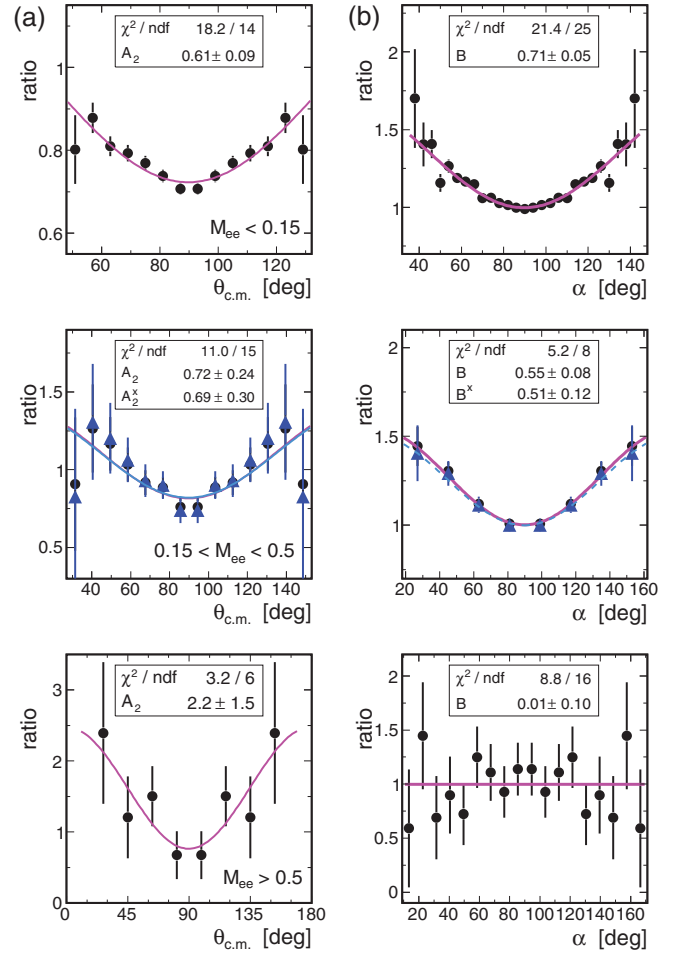 (a)
(b)
χ² / ndf 18.2 / 14
A₂ 0.61± 0.09
ratio
1
0.8
0.6
60 80 100 120
θc.m. [deg]
Mee < 0.15
χ² / ndf 21.4 / 25
B 0.71± 0.05
ratio
2
1.5
1
40 60 80 100 120 140
α [deg]
χ² / ndf 11.0 / 15
A₂ 0.72 ± 0.24
A₂ˣ 0.69 ± 0.30
ratio
1.5
1
0.5
40 60 80 100 120 140
θc.m. [deg]
0.15 < Mee < 0.5
χ² / ndf 5.2 / 8
B 0.55 ± 0.08
Bˣ 0.51 ± 0.12
ratio
2
1.5
1
20 40 60 80 100 120 140 160
α [deg]
χ² / ndf 3.2 / 6
A₂ 2.2 ± 1.5
ratio
3
2
1
0
0 45 90 135 180
θc.m. [deg]
Mee > 0.5
χ² / ndf 8.8 / 16
B 0.01 ± 0.10
ratio
2
1.5
1
0.5
0
20 40 60 80 100 120 140 160
α [deg]